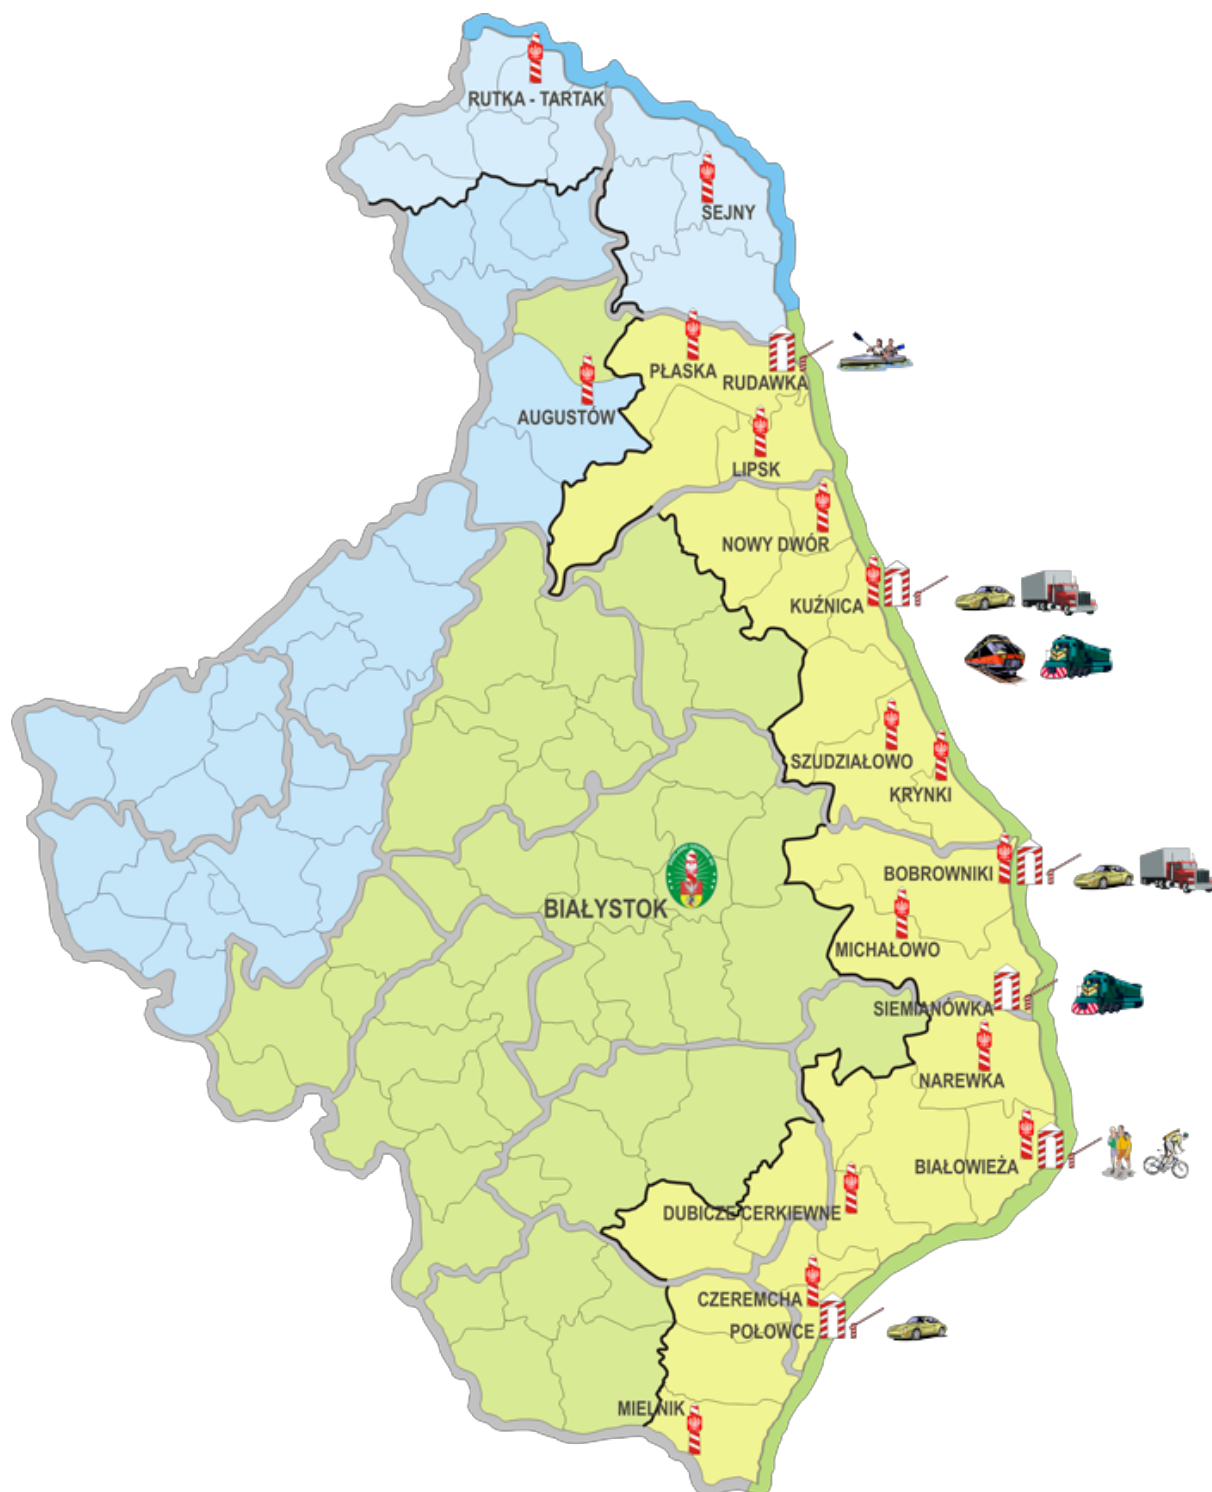 RUTKA - TARTAK
SEJNY
PŁASKA
RUDAWKA
AUGUSTÓW
LIPSK
NOWY DWÓR
KUŹNICA
SZUDZIAŁOWO
KRYNKI
BOBROWNIKI
BIAŁYSTOK
MICHAŁOWO
SIEMIANÓWKA
NAREWKA
BIAŁOWIEŻA
DUBICZE CERKIEWNE
CZEREMCHA
POŁOWCE
MIELNIK